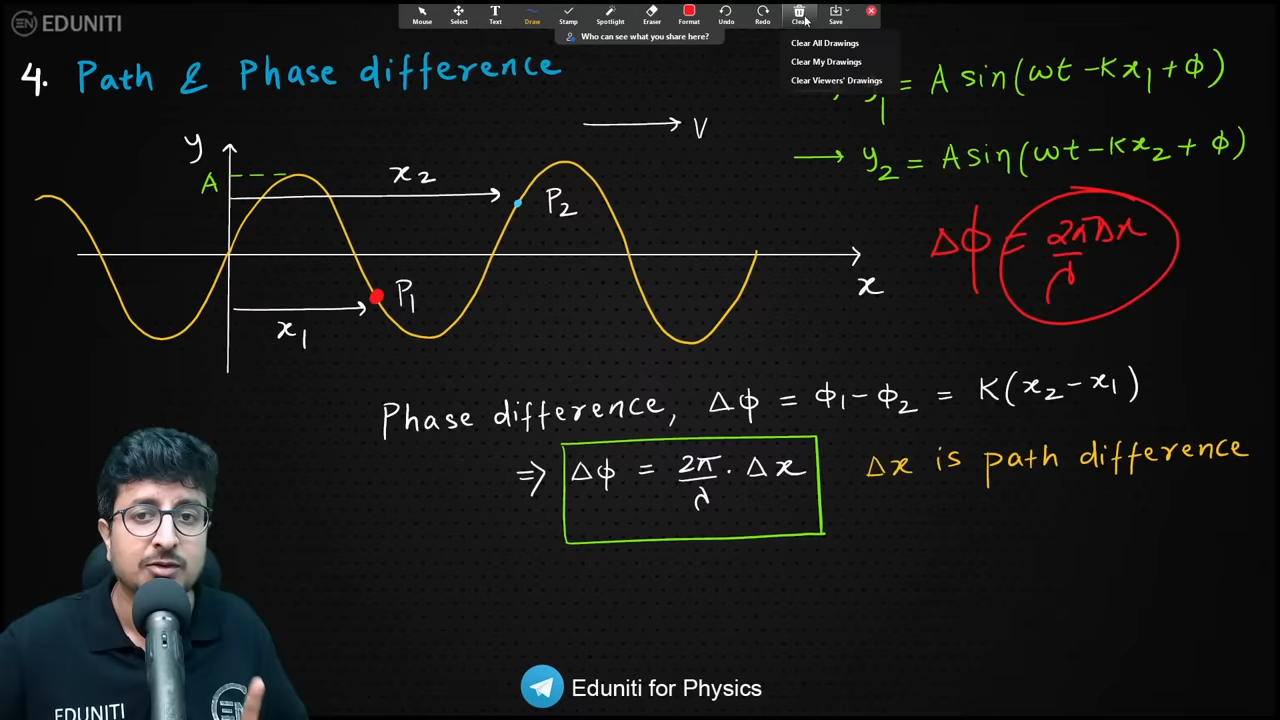 EDUNITI
Mouse Select Text Draw Stamp Spotlight Eraser Format Undo Redo Clear Save
Who can see what you share here?
Clear All Drawings
Clear My Drawings
Clear Viewers' Drawings
4. Path & Phase difference
y₁ = A sin(ωt - Kx₁ + ϕ)
→ y₂ = A sin(ωt - Kx₂ + ϕ)
→ V
y
A
x₂
P₂
Δϕ = 2πΔx/λ
x
P₁
x₁
Phase difference, Δϕ = ϕ₁ - ϕ₂ = K(x₂ - x₁)
⇒ Δϕ = 2π/λ · Δx
Δx is path difference
Eduniti for Physics
EDUNITI